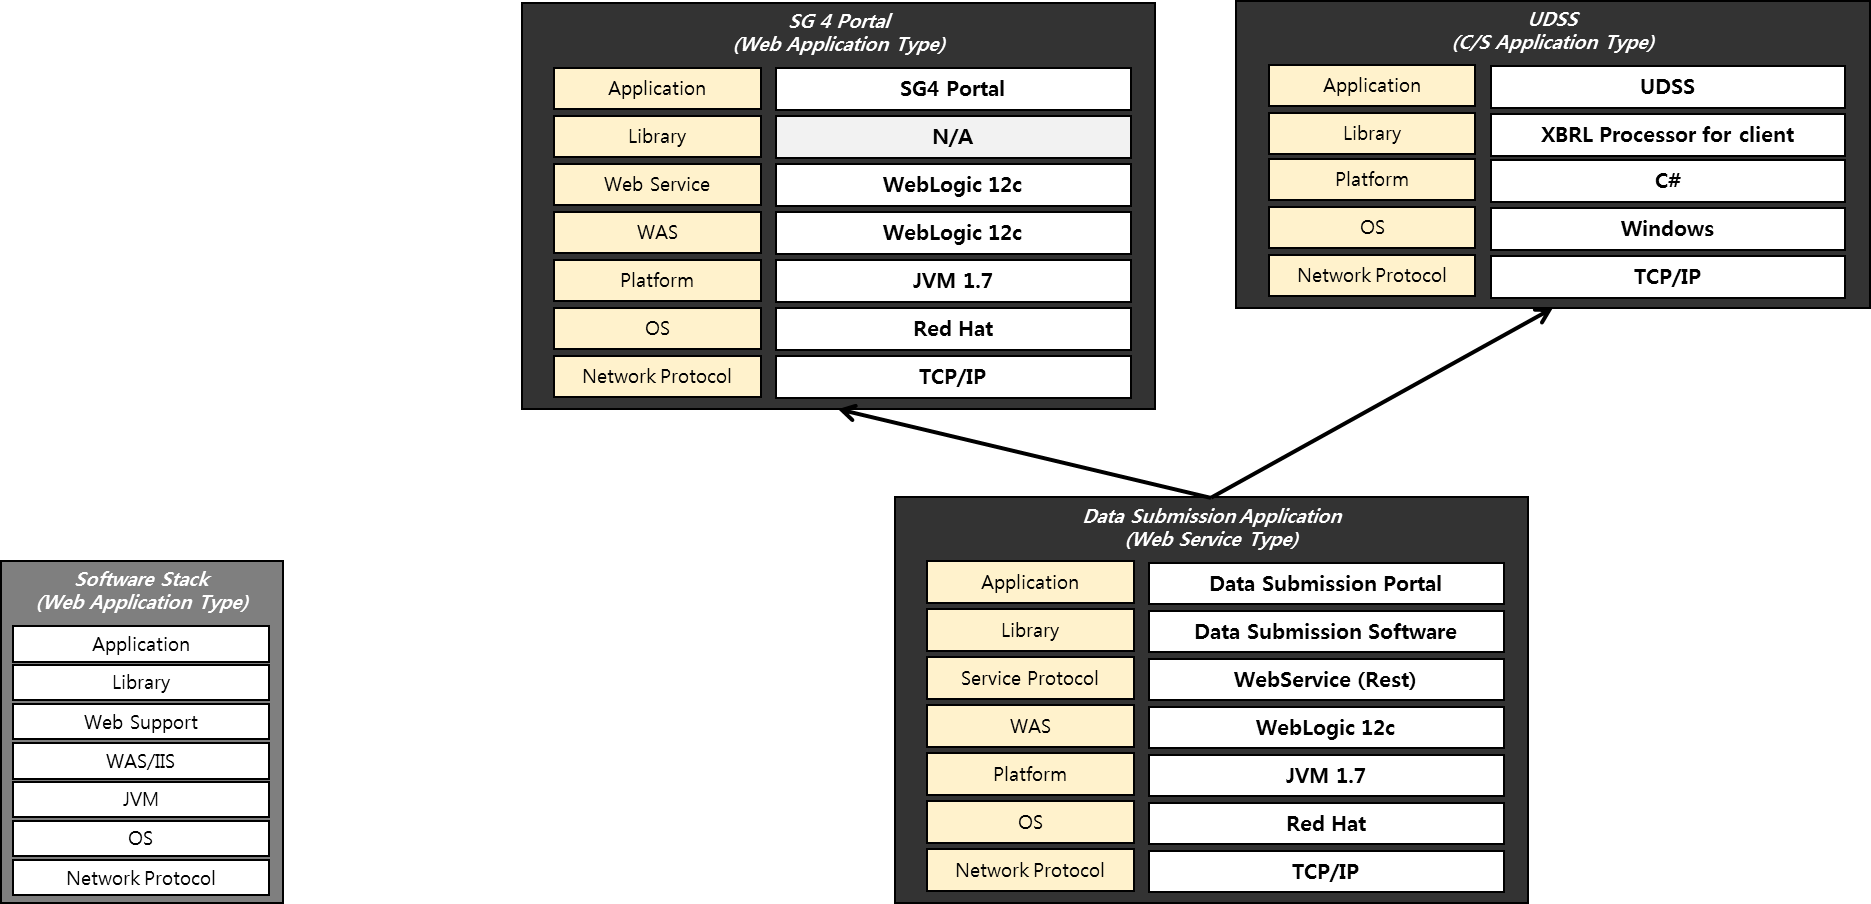 SG 4 Portal
(Web Application Type)
Application
SG4 Portal
Library
N/A
Web Service
WebLogic 12c
WAS
WebLogic 12c
Platform
JVM 1.7
OS
Red Hat
Network Protocol
TCP/IP
UDSS
(C/S Application Type)
Application
UDSS
Library
XBRL Processor for client
Platform
C#
OS
Windows
Network Protocol
TCP/IP
Data Submission Application
(Web Service Type)
Application
Data Submission Portal
Library
Data Submission Software
Service Protocol
WebService (Rest)
WAS
WebLogic 12c
Platform
JVM 1.7
OS
Red Hat
Network Protocol
TCP/IP
Software Stack
(Web Application Type)
Application
Library
Web Support
WAS/IIS
JVM
OS
Network Protocol